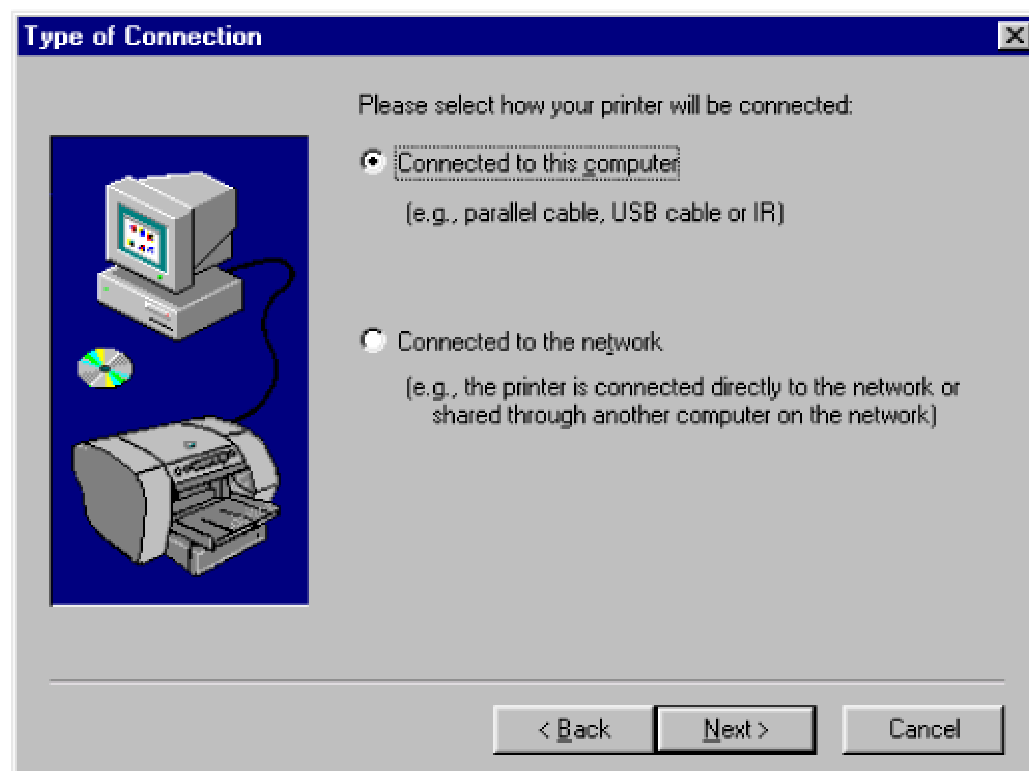 Type of Connection
Please select how your printer will be connected:
Connected to this computer
(e.g., parallel cable, USB cable or IR)
Connected to the network
(e.g., the printer is connected directly to the network or
shared through another computer on the network)
< Back
Next >
Cancel